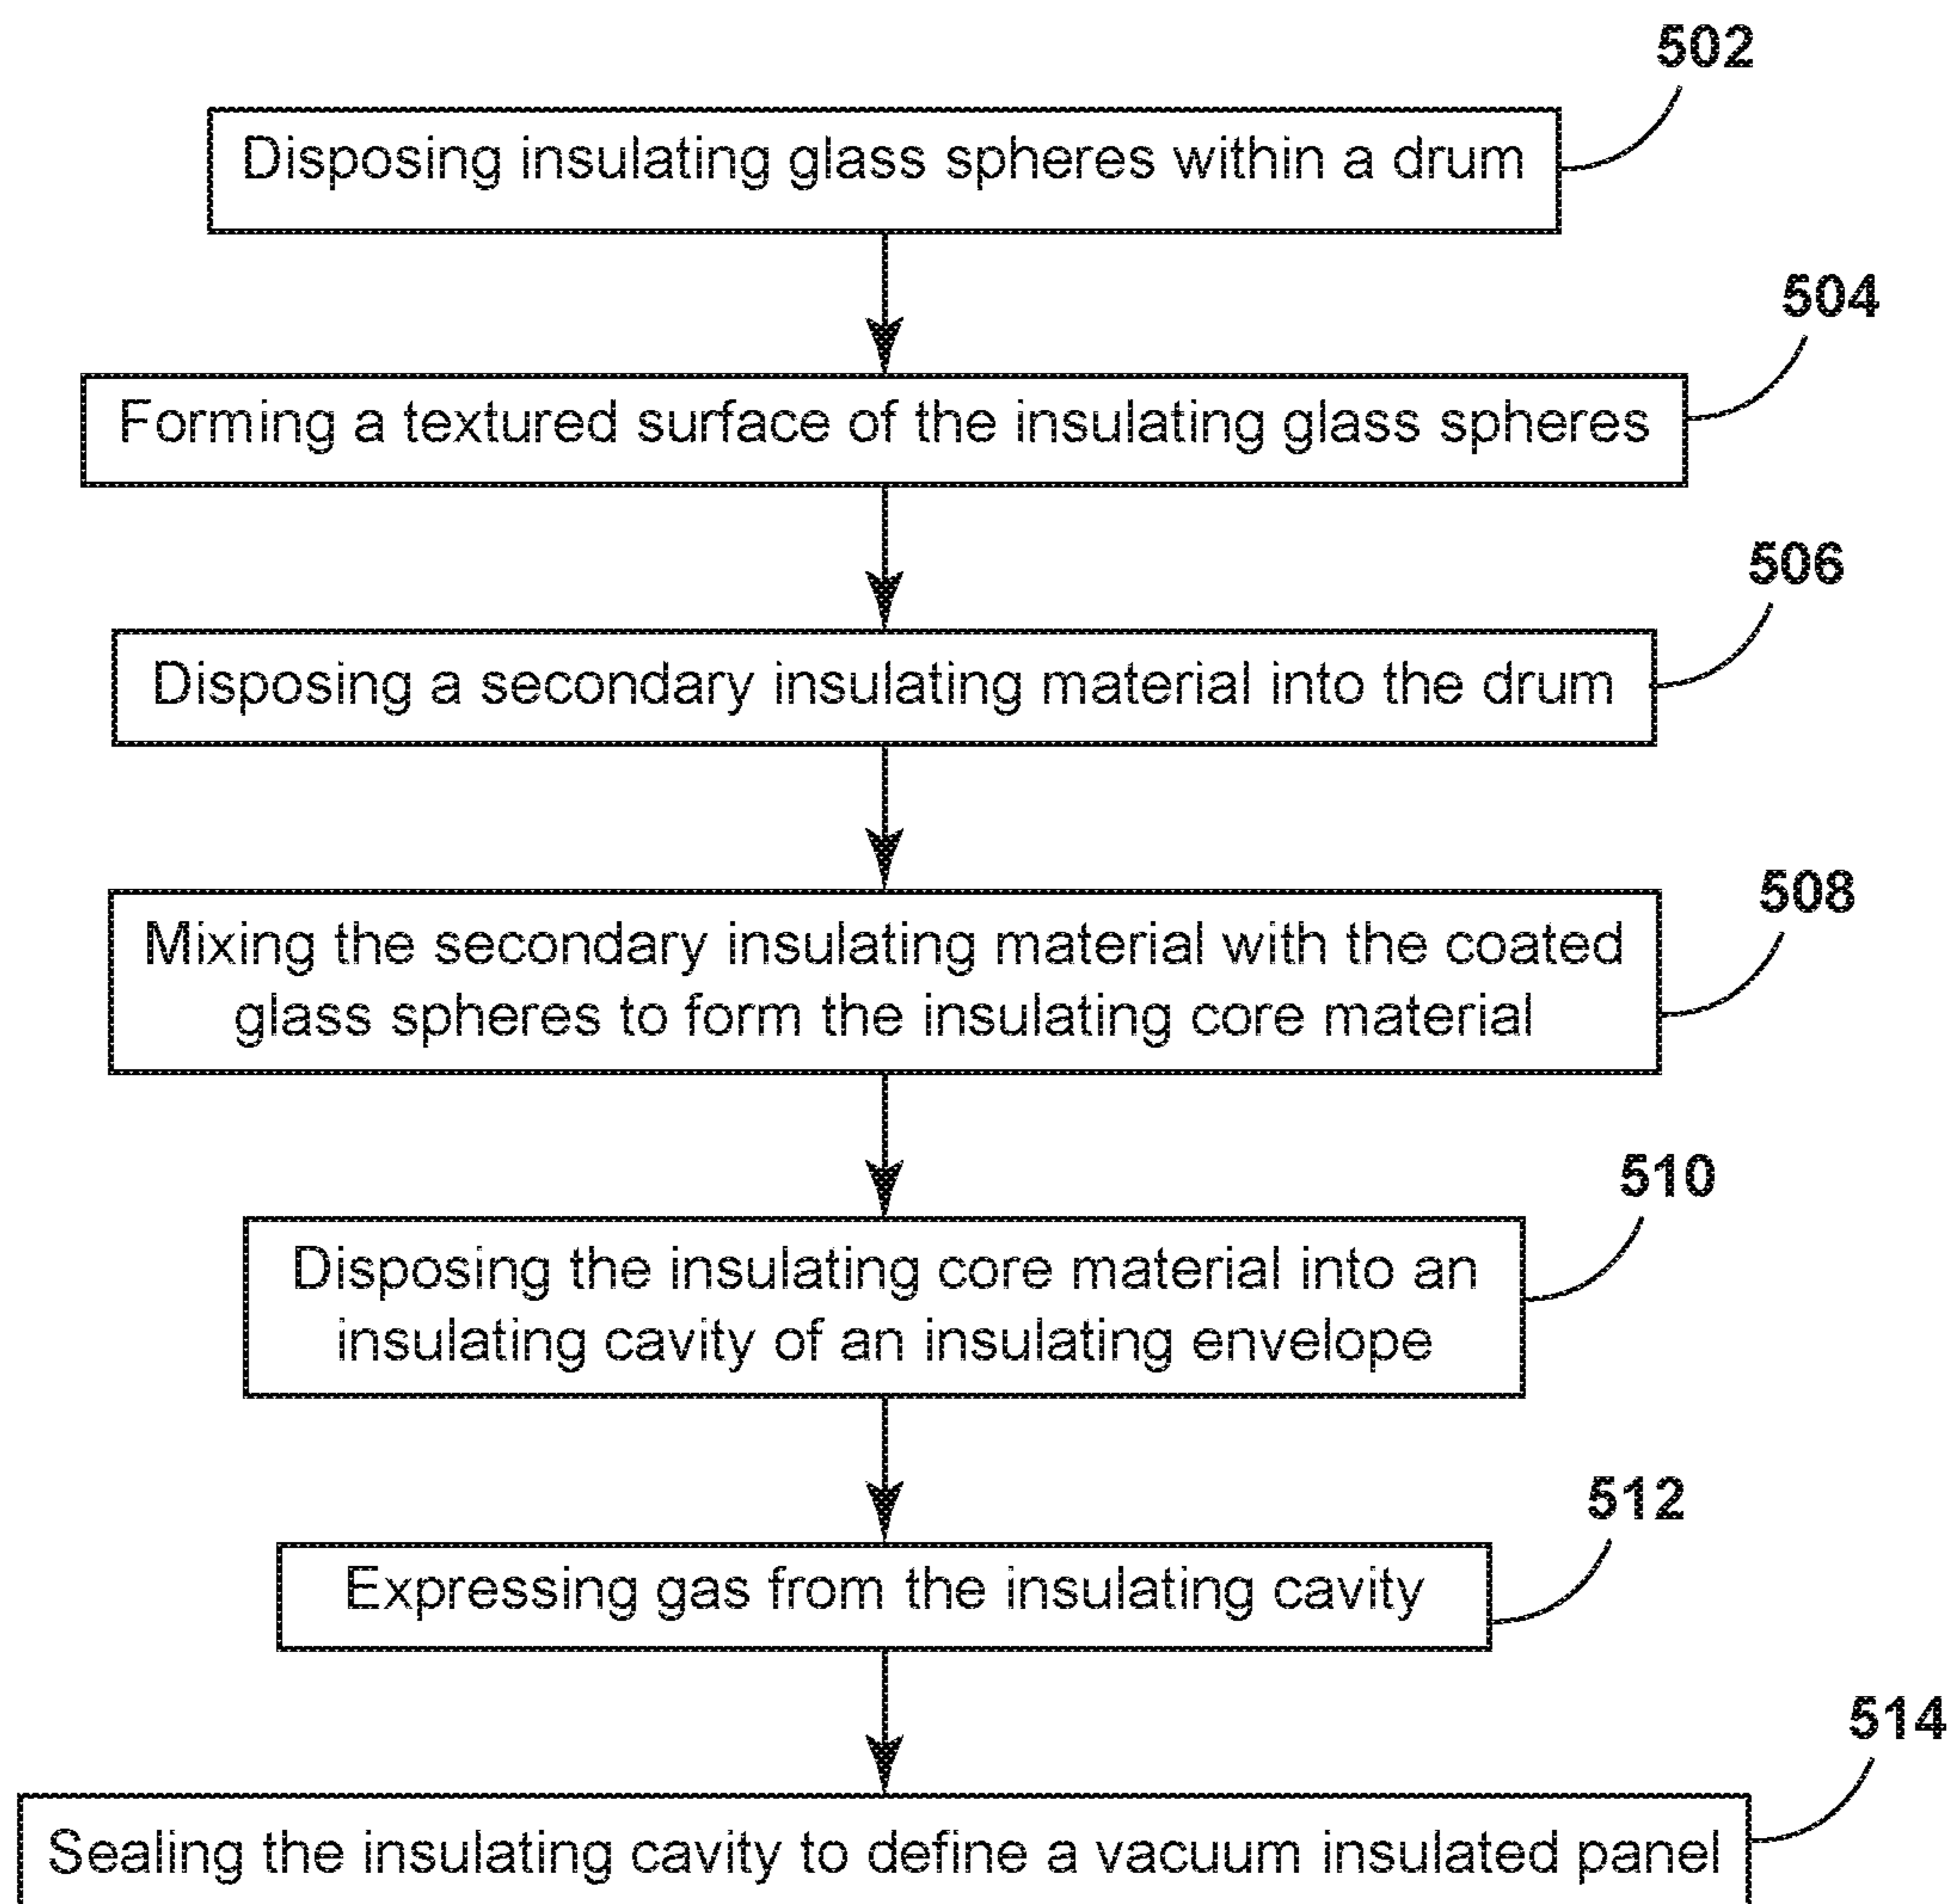 502
Disposing insulating glass spheres within a drum
504
Forming a textured surface of the insulating glass spheres
506
Disposing a secondary insulating material into the drum
508
Mixing the secondary insulating material with the coated
glass spheres to form the insulating core material
510
Disposing the insulating core material into an
insulating cavity of an insulating envelope
512
Expressing gas from the insulating cavity
514
Sealing the insulating cavity to define a vacuum insulated panel